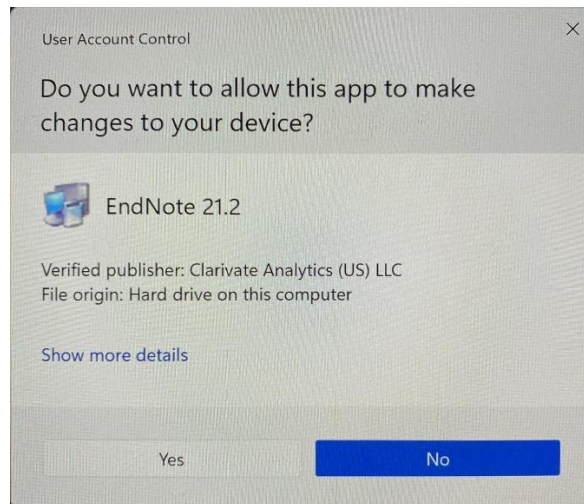 User Account Control
Do you want to allow this app to make
changes to your device?
EndNote 21.2
Verified publisher: Clarivate Analytics (US) LLC
File origin: Hard drive on this computer
Show more details
Yes
No